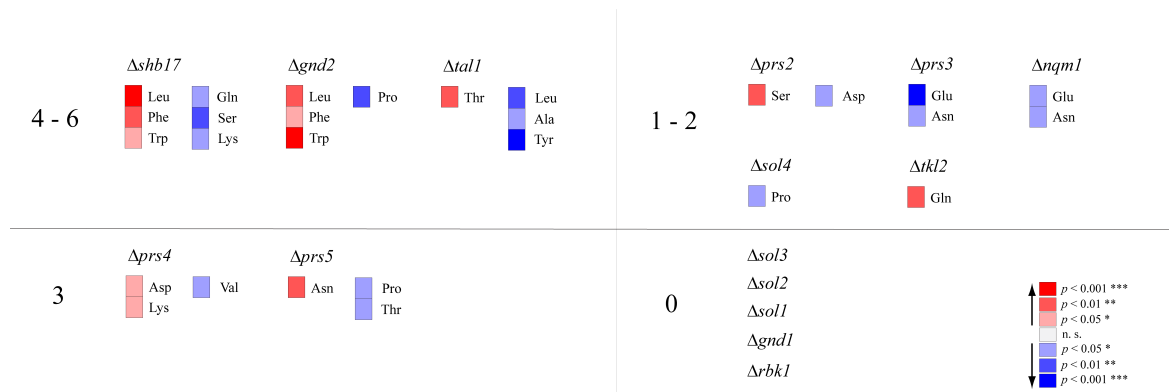 4 - 6
Δshb17
Leu
Phe
Trp
Gln
Ser
Lys
Δgnd2
Leu
Phe
Trp
Pro
Δtal1
Thr
Leu
Ala
Tyr
1 - 2
Δprs2
Ser
Asp
Δprs3
Glu
Asn
Δnqm1
Glu
Asn
Δsol4
Pro
Δtkl2
Gln
3
Δprs4
Asp
Lys
Val
Δprs5
Asn
Pro
Thr
0
Δsol3
Δsol2
Δsol1
Δgnd1
Δrbk1
p < 0.001 ***
p < 0.01 **
p < 0.05 *
n. s.
p < 0.05 *
p < 0.01 **
p < 0.001 ***